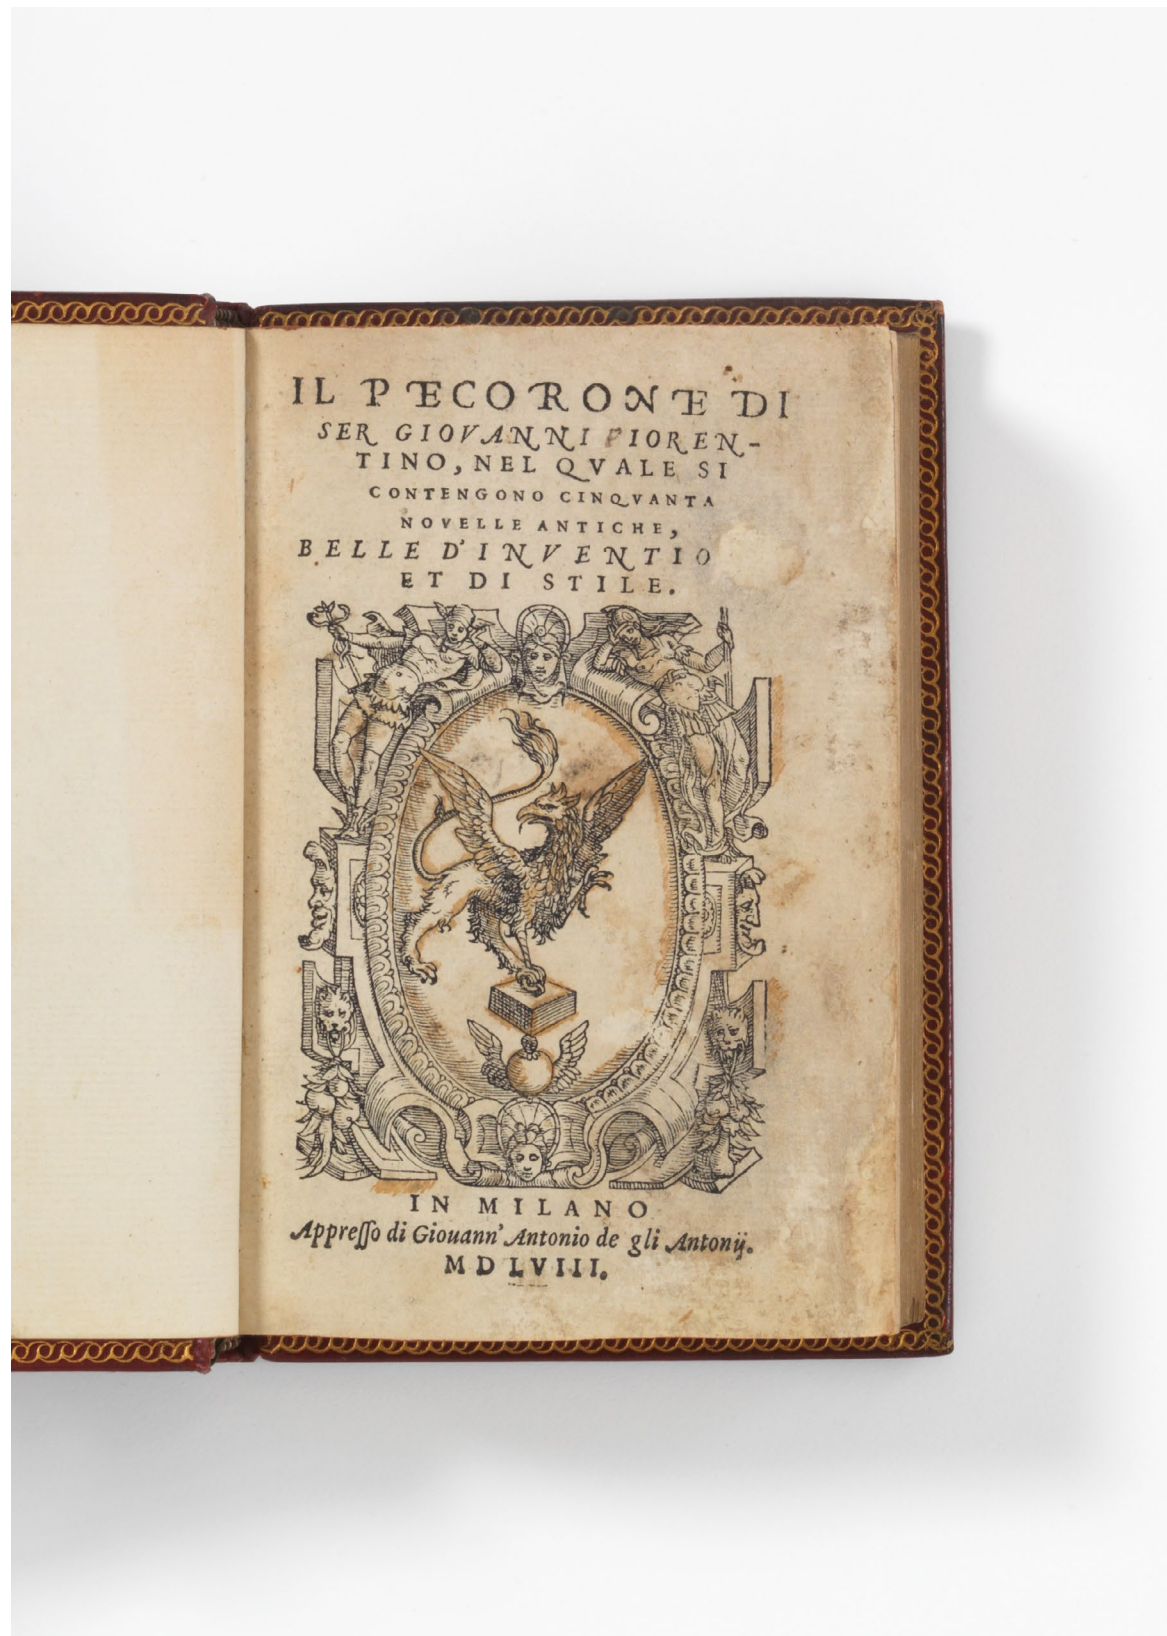 IL PECORONE DI
SER GIOVANNI FIOREN-
TINO, NEL QVALE SI
CONTENGONO CINQVANTA
NOVELLE ANTICHE,
BELLE D'INVENTIO
ET DI STILE.
IN MILANO
Appreſſo di Giouann' Antonio de gli Antonij.
MDLVIII.